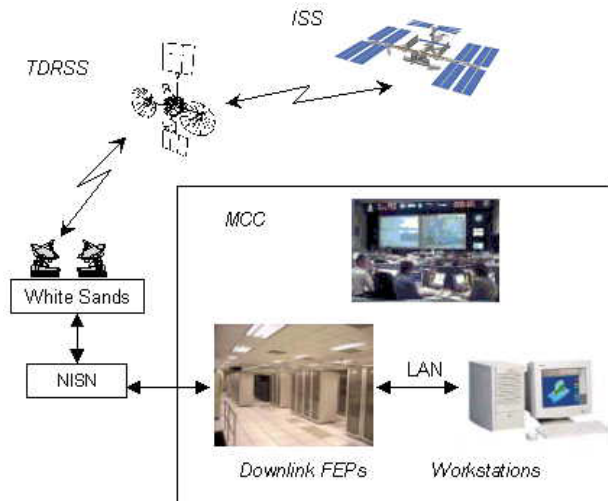 ISS
TDRSS
MCC
White Sands
NISN
LAN
Downlink FEPs
Workstations